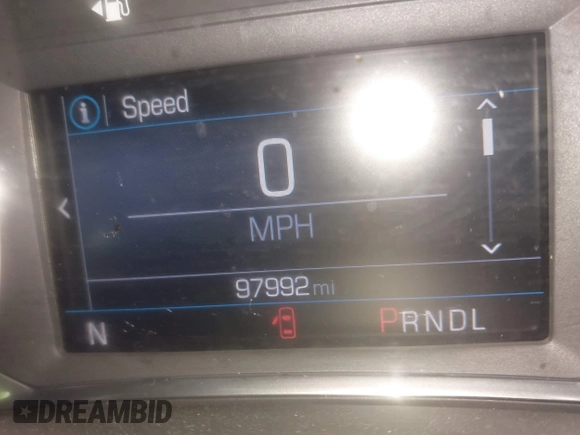 Speed
0
MPH
97992 mi
N
PRNDL
DREAMBID